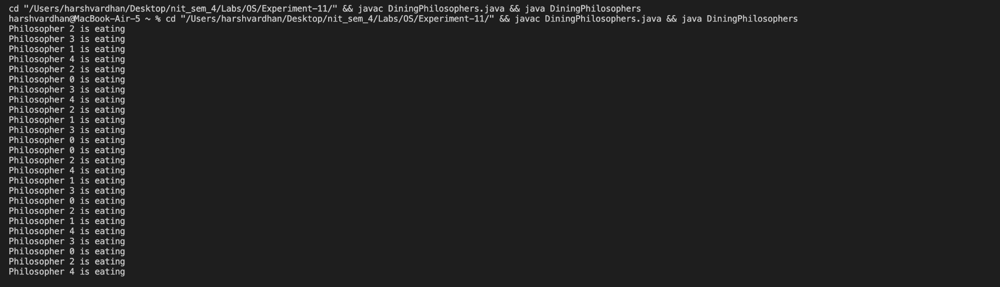 cd "/Users/harshvardhan/Desktop/nit_sem_4/Labs/OS/Experiment-11/" && javac DiningPhilosophers.java && java DiningPhilosophers
harshvardhan@MacBook-Air-5 ~ % cd "/Users/harshvardhan/Desktop/nit_sem_4/Labs/OS/Experiment-11/" && javac DiningPhilosophers.java && java DiningPhilosophers
Philosopher 2 is eating
Philosopher 3 is eating
Philosopher 1 is eating
Philosopher 4 is eating
Philosopher 2 is eating
Philosopher 0 is eating
Philosopher 3 is eating
Philosopher 4 is eating
Philosopher 2 is eating
Philosopher 1 is eating
Philosopher 3 is eating
Philosopher 0 is eating
Philosopher 0 is eating
Philosopher 2 is eating
Philosopher 4 is eating
Philosopher 1 is eating
Philosopher 3 is eating
Philosopher 0 is eating
Philosopher 2 is eating
Philosopher 1 is eating
Philosopher 4 is eating
Philosopher 3 is eating
Philosopher 0 is eating
Philosopher 2 is eating
Philosopher 4 is eating